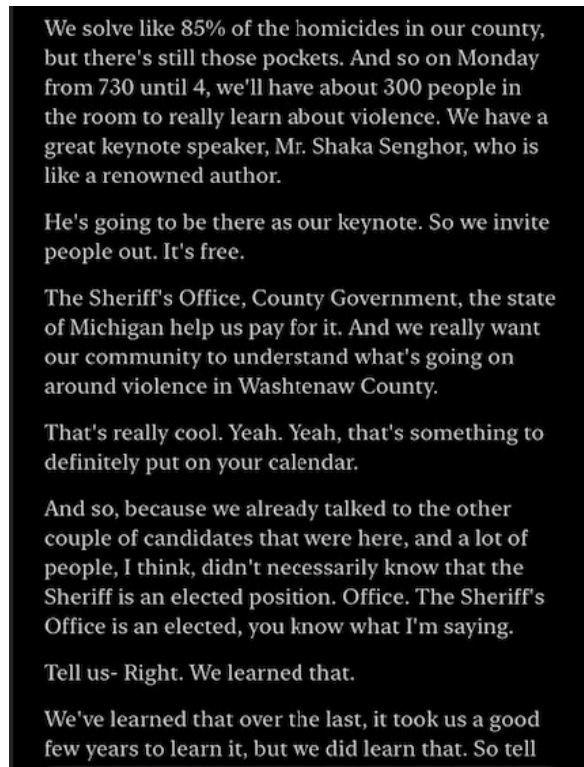 We solve like 85% of the homicides in our county,
but there's still those pockets. And so on Monday
from 730 until 4, we'll have about 300 people in
the room to really learn about violence. We have a
great keynote speaker, Mr. Shaka Senghor, who is
like a renowned author.
He's going to be there as our keynote. So we invite
people out. It's free.
The Sheriff's Office, County Government, the state
of Michigan help us pay for it. And we really want
our community to understand what's going on
around violence in Washtenaw County.
That's really cool. Yeah. Yeah, that's something to
definitely put on your calendar.
And so, because we already talked to the other
couple of candidates that were here, and a lot of
people, I think, didn't necessarily know that the
Sheriff is an elected position. Office. The Sheriff's
Office is an elected, you know what I'm saying.
Tell us- Right. We learned that.
We've learned that over the last, it took us a good
few years to learn it, but we did learn that. So tell